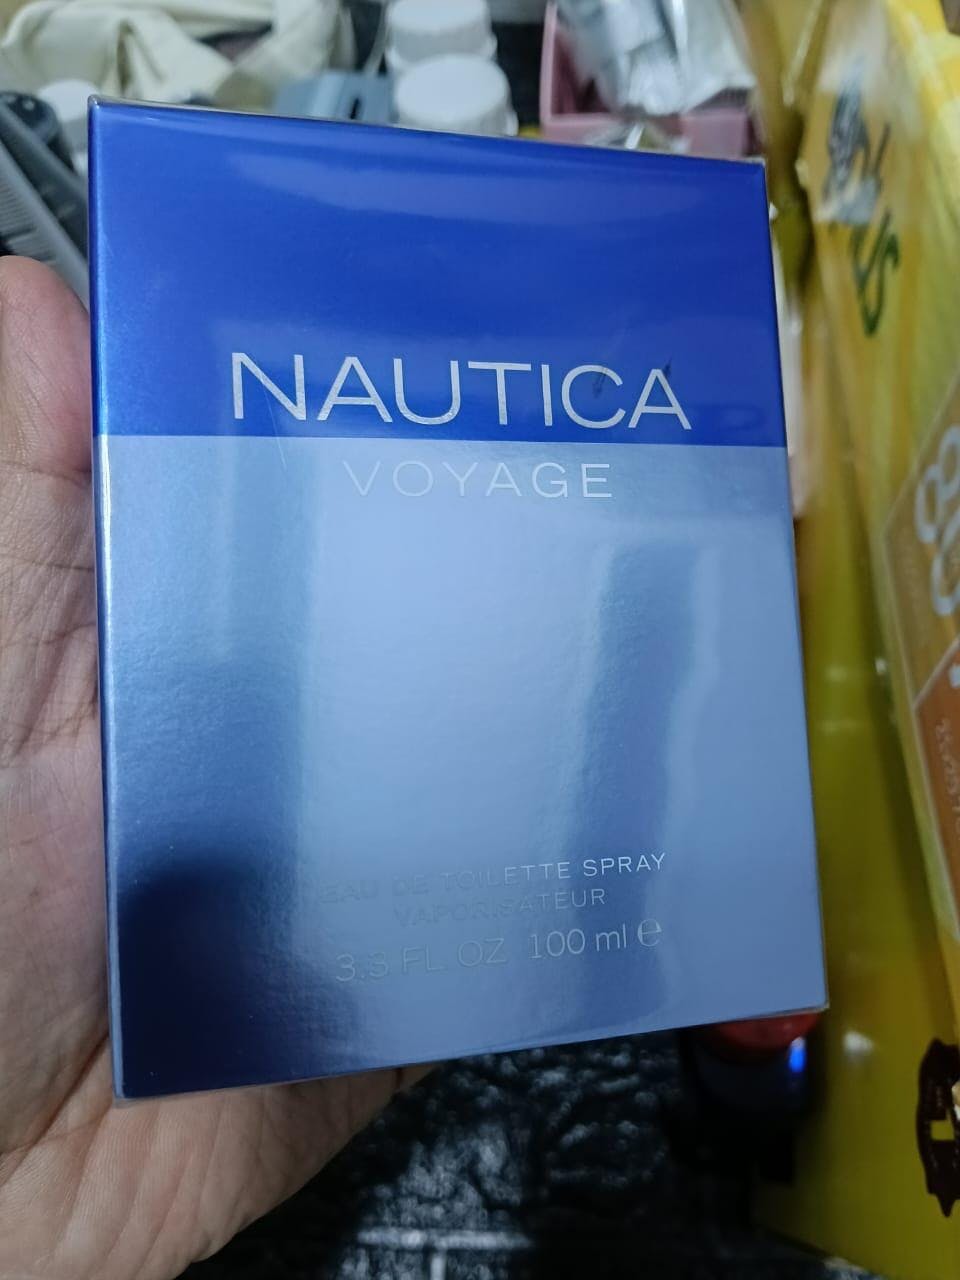 NAUTICA
VOYAGE
EAU DE TOILETTE SPRAY
VAPORISATEUR
3.3 FL. OZ 100 ml ℮